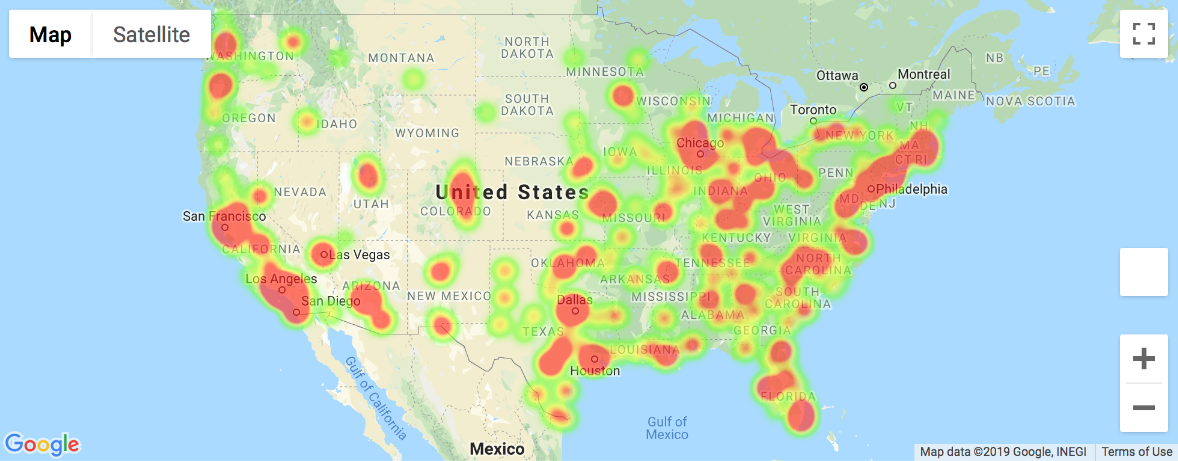 Map
Satellite
WASHINGTON
MONTANA
NORTH
DAKOTA
MINNESOTA
Ottawa
Montreal
NB
PE
MAINE
NOVA SCOTIA
OREGON
IDAHO
SOUTH
DAKOTA
WISCONSIN
MICHIGAN
Toronto
VT
NH
NEW YORK
MA
CT RI
WYOMING
Chicago
IOWA
NEBRASKA
ILLINOIS
INDIANA
OHIO
PENN
Philadelphia
NEVADA
UTAH
United States
COLORADO
KANSAS
MISSOURI
WEST
VIRGINIA
MD
DE
NJ
San Francisco
CALIFORNIA
Las Vegas
KENTUCKY
VIRGINIA
OKLAHOMA
TENNESSEE
NORTH
CAROLINA
Los Angeles
ARIZONA
NEW MEXICO
ARKANSAS
San Diego
Dallas
MISSISSIPPI
SOUTH
CAROLINA
ALABAMA
GEORGIA
TEXAS
LOUISIANA
Houston
Gulf of California
FLORIDA
Gulf of
Mexico
Mexico
Google
Map data ©2019 Google, INEGI
Terms of Use